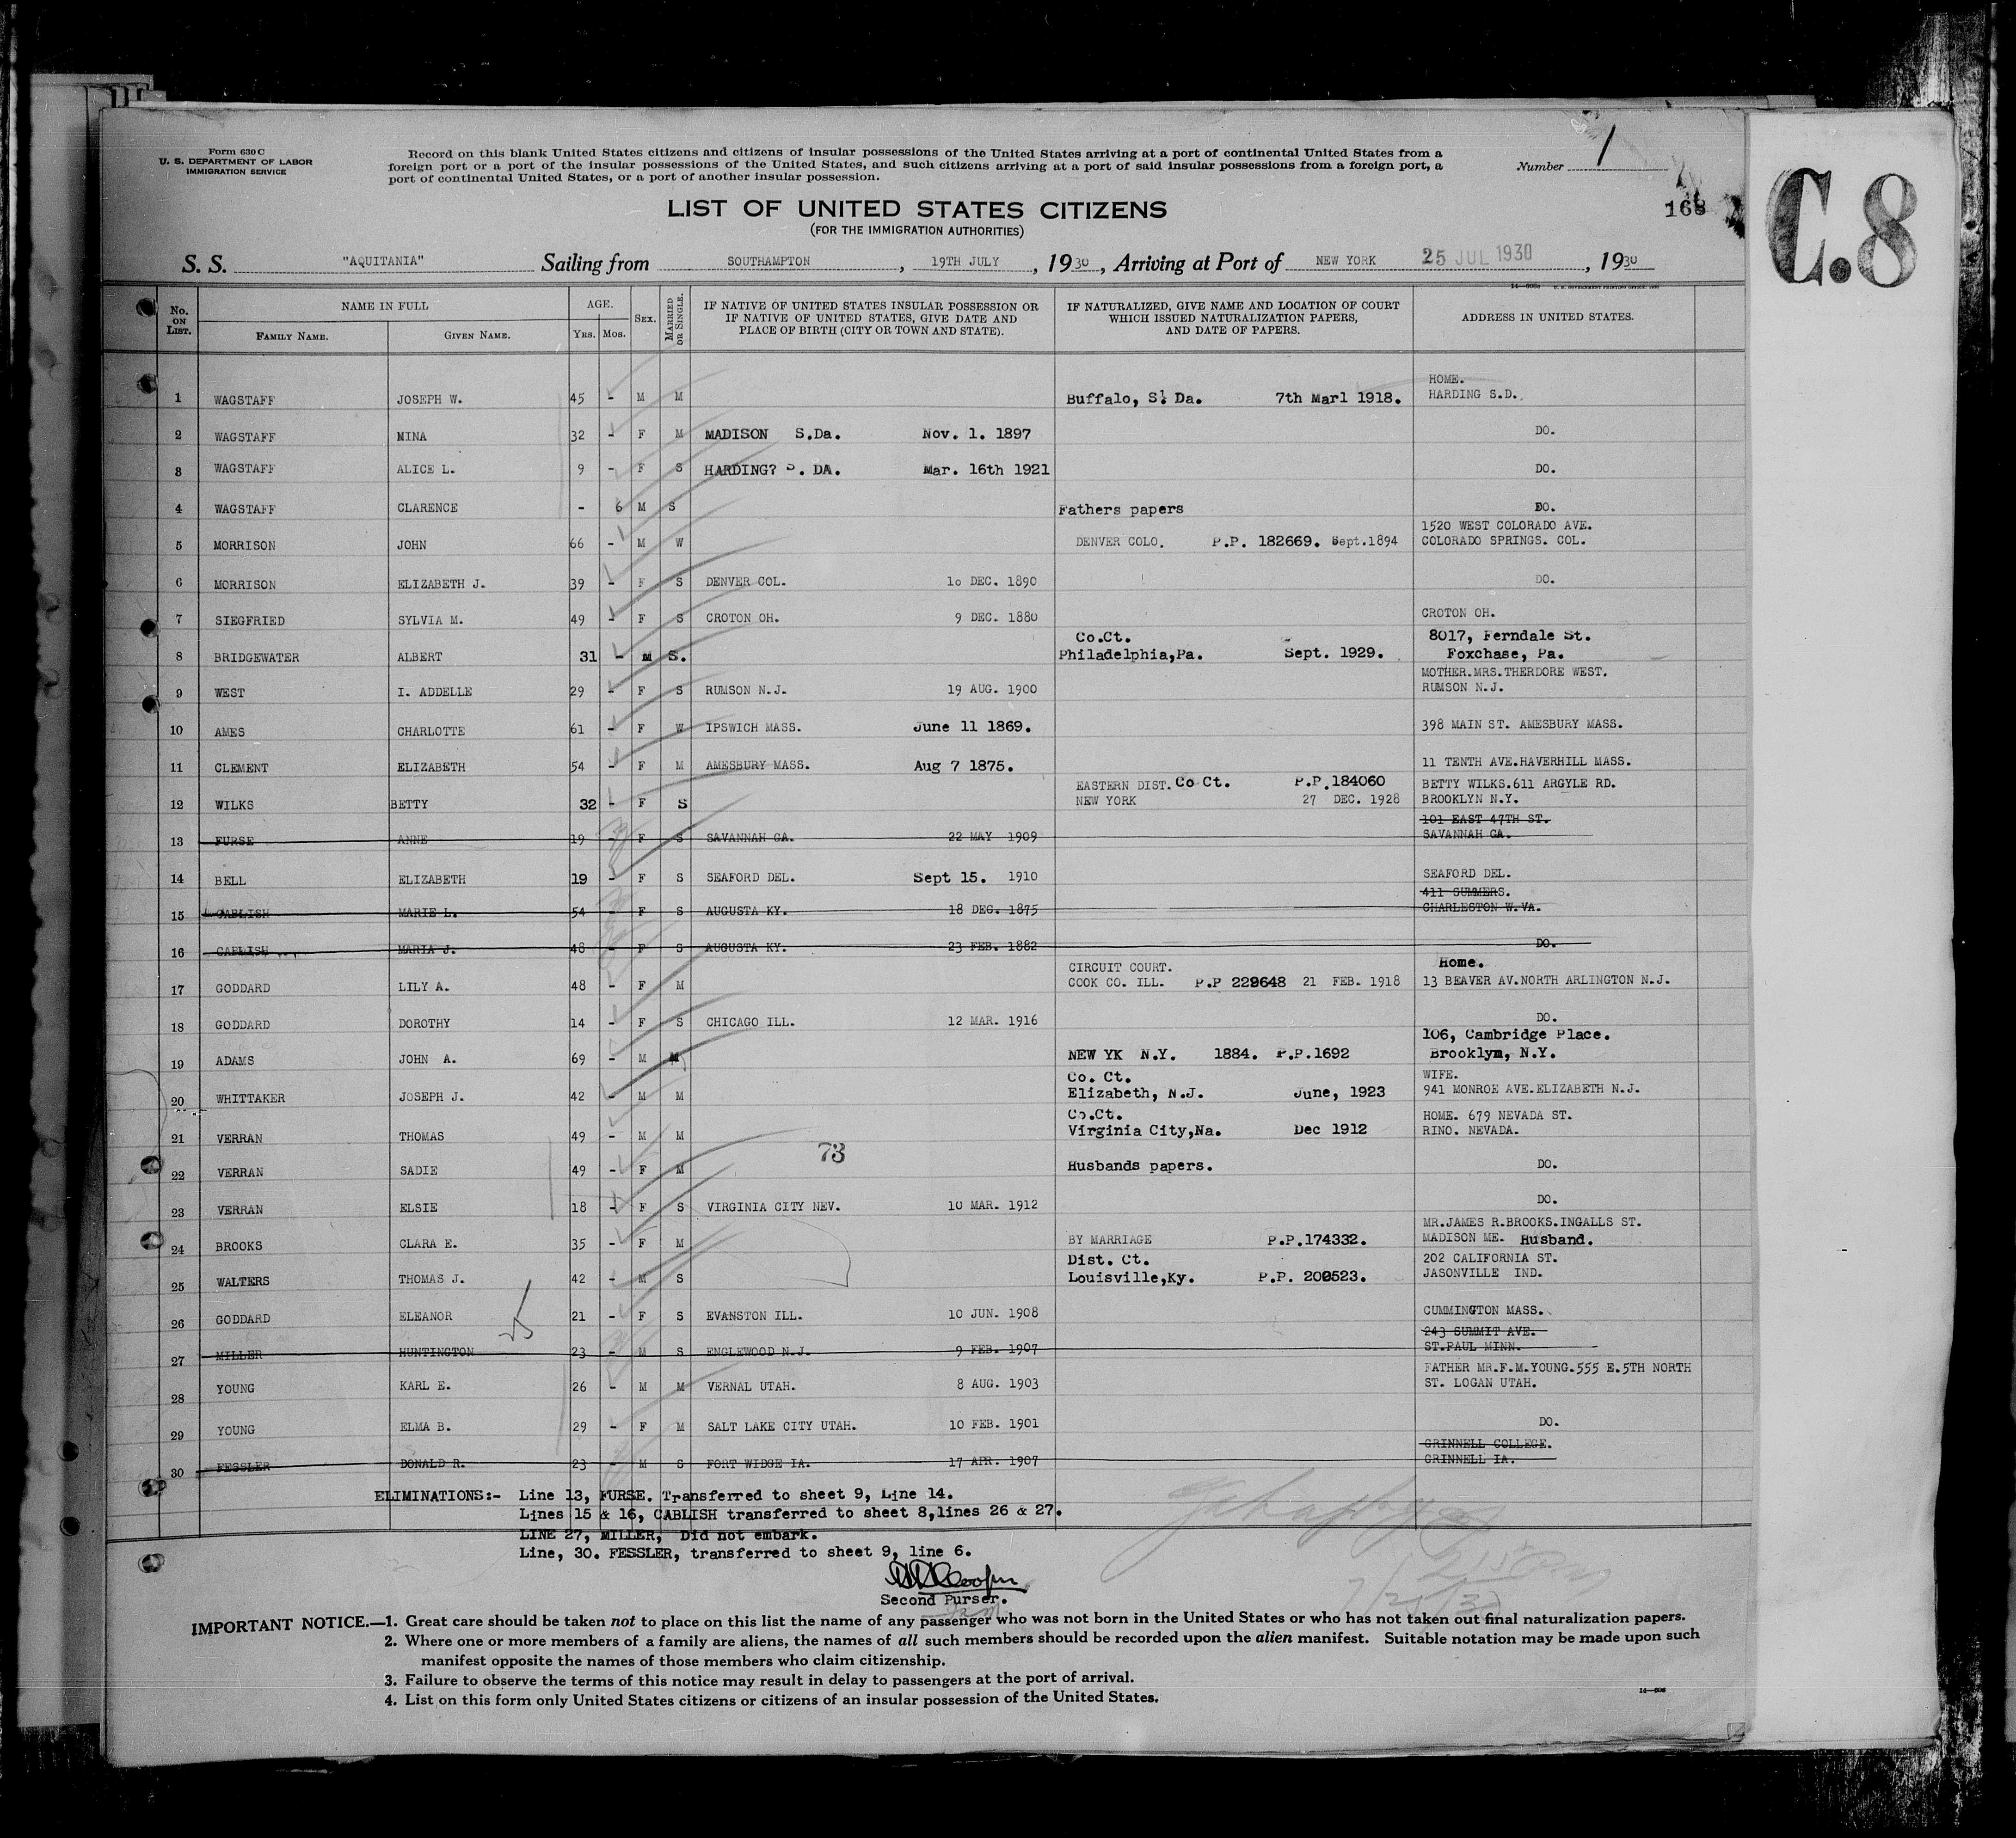 Form 630 C
U. S. DEPARTMENT OF LABOR
IMMIGRATION SERVICE
Record on this blank United States citizens and citizens of insular possessions of the United States arriving at a port of continental United States from a
foreign port or a port of the insular possessions of the United States, and such citizens arriving at a port of said insular possessions from a foreign port, a
port of continental United States, or a port of another insular possession.
Number 1
168
C.8
LIST OF UNITED STATES CITIZENS
(FOR THE IMMIGRATION AUTHORITIES)
S. S. "AQUITANIA" Sailing from SOUTHAMPTON, 19TH JULY, 1930, Arriving at Port of NEW YORK 25 JUL 1930, 1930
No. ON LIST. NAME IN FULL AGE. SEX. MARRIED OR SINGLE. IF NATIVE OF UNITED STATES INSULAR POSSESSION OR IF NATIVE OF UNITED STATES, GIVE DATE AND PLACE OF BIRTH (CITY OR TOWN AND STATE). IF NATURALIZED, GIVE NAME AND LOCATION OF COURT WHICH ISSUED NATURALIZATION PAPERS, AND DATE OF PAPERS. ADDRESS IN UNITED STATES.
FAMILY NAME. GIVEN NAME. YRS. MOS.
HOME.
1 WAGSTAFF JOSEPH W. 45 - M M Buffalo, S. Da. 7th Mar1 1918. HARDING S.D.
2 WAGSTAFF MINA 32 - F M MADISON S.Da. Nov. 1. 1897 DO.
3 WAGSTAFF ALICE L. 9 - F S HARDING? S. DA. Mar. 16th 1921 DO.
4 WAGSTAFF CLARENCE - 6 M S Fathers papers DO.
1520 WEST COLORADO AVE.
5 MORRISON JOHN 66 - M W DENVER COLO. P.P. 182669. Sept.1894 COLORADO SPRINGS. COL.
6 MORRISON ELIZABETH J. 39 - F S DENVER COL. 10 DEC. 1890 DO.
7 SIEGFRIED SYLVIA M. 49 - F S CROTON OH. 9 DEC. 1880 CROTON OH.
Co.Ct. 8017, Ferndale St.
8 BRIDGEWATER ALBERT 31 - M S. Philadelphia,Pa. Sept. 1929. Foxchase, Pa.
MOTHER.MRS.THERDORE WEST.
9 WEST I. ADDELLE 29 - F S RUMSON N.J. 19 AUG. 1900 RUMSON N.J.
10 AMES CHARLOTTE 61 - F W IPSWICH MASS. June 11 1869. 398 MAIN ST. AMESBURY MASS.
11 CLEMENT ELIZABETH 54 - F M AMESBURY MASS. Aug 7 1875. 11 TENTH AVE.HAVERHILL MASS.
EASTERN DIST. Co Ct. P.P.184060 BETTY WILKS.611 ARGYLE RD.
12 WILKS BETTY 32 - F S NEW YORK 27 DEC. 1928 BROOKLYN N.Y.
101 EAST 47TH ST.
13 FURSE ANNE 19 - F S SAVANNAH GA. 22 MAY 1909 SAVANNAH GA.
14 BELL ELIZABETH 19 - F S SEAFORD DEL. Sept 15. 1910 SEAFORD DEL.
411 SUMMERS.
15 CABLISH MARIE L. 54 - F S AUGUSTA KY. 18 DEC. 1875 CHARLESTON W.VA.
16 CABLISH MARIA J. 48 - F S AUGUSTA KY. 23 FEB. 1882 DO.
CIRCUIT COURT. Home.
17 GODDARD LILY A. 48 - F M COOK CO. ILL. P.P 229648 21 FEB. 1918 13 BEAVER AV.NORTH ARLINGTON N.J.
18 GODDARD DOROTHY 14 - F S CHICAGO ILL. 12 MAR. 1916 DO.
106, Cambridge Place.
19 ADAMS JOHN A. 69 - M M NEW YK N.Y. 1884. P.P.1692 Brooklyn, N.Y.
Co. Ct. WIFE.
20 WHITTAKER JOSEPH J. 42 - M M Elizabeth, N.J. June, 1923 941 MONROE AVE.ELIZABETH N.J.
Co.Ct. HOME. 679 NEVADA ST.
21 VERRAN THOMAS 49 - M M Virginia City,Na. Dec 1912 RINO. NEVADA.
73
22 VERRAN SADIE 49 - F M Husbands papers. DO.
23 VERRAN ELSIE 18 - F S VIRGINIA CITY NEV. 10 MAR. 1912 DO.
MR.JAMES R.BROOKS.INGALLS ST.
24 BROOKS CLARA E. 35 - F M BY MARRIAGE P.P.174332. MADISON ME. Husband.
Dist. Ct. 202 CALIFORNIA ST.
25 WALTERS THOMAS J. 42 - M S Louisville,Ky. P.P. 200523. JASONVILLE IND.
26 GODDARD ELEANOR 21 - F S EVANSTON ILL. 10 JUN. 1908 CUMMINGTON MASS.
25
243 SUMMIT AVE.
27 MILLER HUNTINGTON 23 - M S ENGLEWOOD N.J. 9 FEB. 1907 ST.PAUL MINN.
FATHER MR.F.M.YOUNG.555 E.5TH NORTH
28 YOUNG KARL E. 26 - M M VERNAL UTAH. 8 AUG. 1903 ST. LOGAN UTAH.
29 YOUNG ELMA B. 29 - F M SALT LAKE CITY UTAH. 10 FEB. 1901 DO.
GRINNELL COLLEGE.
30 FESSLER DONALD R. 23 - M S FORT WIDGE IA. 17 APR. 1907 GRINNELL IA.
ELIMINATIONS:- Line 13, FURSE. Transferred to sheet 9, Line 14.
Lines 15 & 16, CABLISH transferred to sheet 8,lines 26 & 27.
LINE 27, MILLER, Did not embark.
Line, 30. FESSLER, transferred to sheet 9, line 6.
Second Purser.
IMPORTANT NOTICE.—1. Great care should be taken not to place on this list the name of any passenger who was not born in the United States or who has not taken out final naturalization papers.
2. Where one or more members of a family are aliens, the names of all such members should be recorded upon the alien manifest. Suitable notation may be made upon such
manifest opposite the names of those members who claim citizenship.
3. Failure to observe the terms of this notice may result in delay to passengers at the port of arrival.
4. List on this form only United States citizens or citizens of an insular possession of the United States.